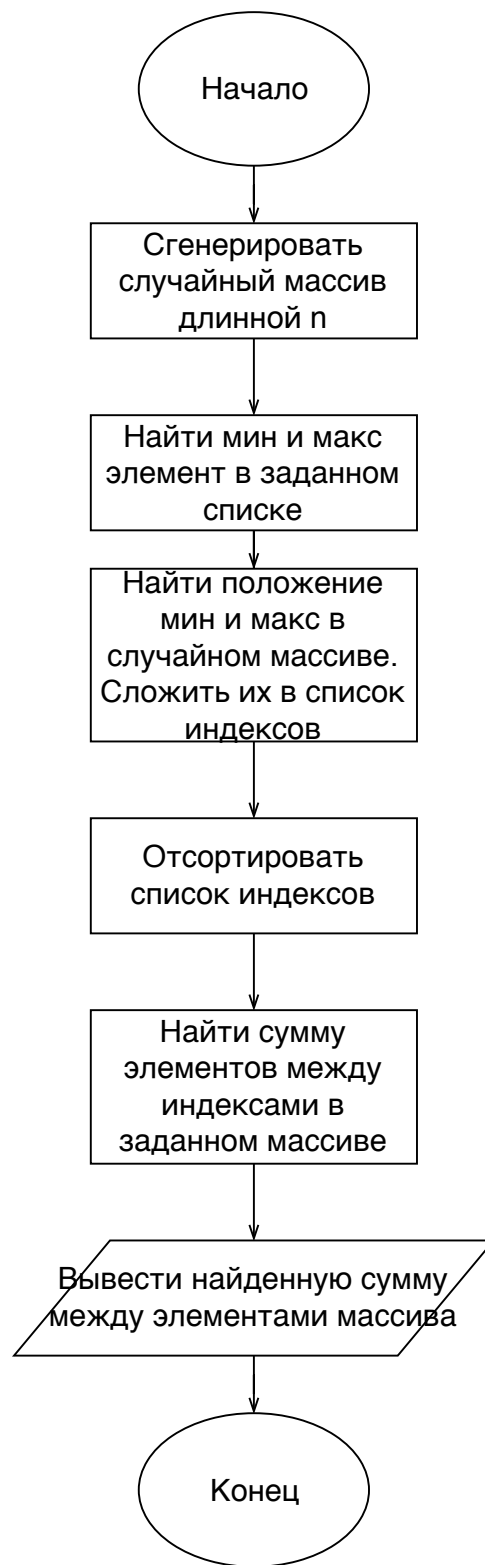 Начало
Сгенерировать
случайный массив
длинной n
Найти мин и макс
элемент в заданном
списке
Найти положение
мин и макс в
случайном массиве.
Сложить их в список
индексов
Отсортировать
список индексов
Найти сумму
элементов между
индексами в
заданном массиве
Вывести найденную сумму
между элементами массива
Конец